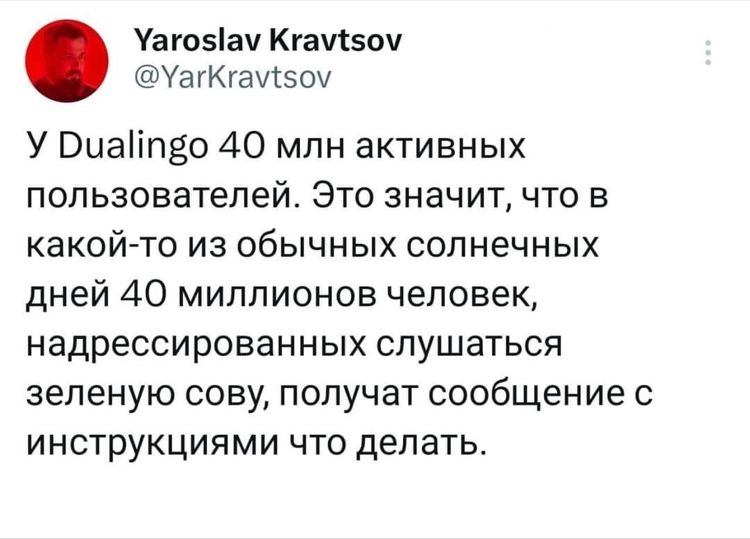 Yaroslav Kravtsov
@YarKravtsov
У Dualingo 40 млн активных
пользователей. Это значит, что в
какой-то из обычных солнечных
дней 40 миллионов человек,
надрессированных слушаться
зеленую сову, получат сообщение с
инструкциями что делать.